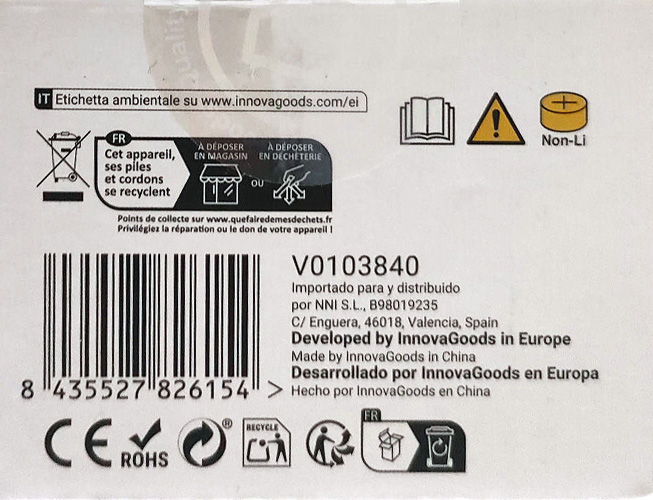 Quality
IT Etichetta ambientale su www.innovagoods.com/ei
Non-Li
FR
Cet appareil,
ses piles
et cordons
se recyclent
À DÉPOSER
EN MAGASIN
OU
À DÉPOSER
EN DÉCHÈTERIE
Points de collecte sur www.quefairedemesdechets.fr
Privilégiez la réparation ou le don de votre appareil !
V0103840
Importado para y distribuido
por NNI S.L., B98019235
C/ Enguera, 46018, Valencia, Spain
Developed by InnovaGoods in Europe
Made by InnovaGoods in China
Desarrollado por InnovaGoods en Europa
Hecho por InnovaGoods en China
8 435527 826154 >
CE
ROHS
®
RECYCLE
FR